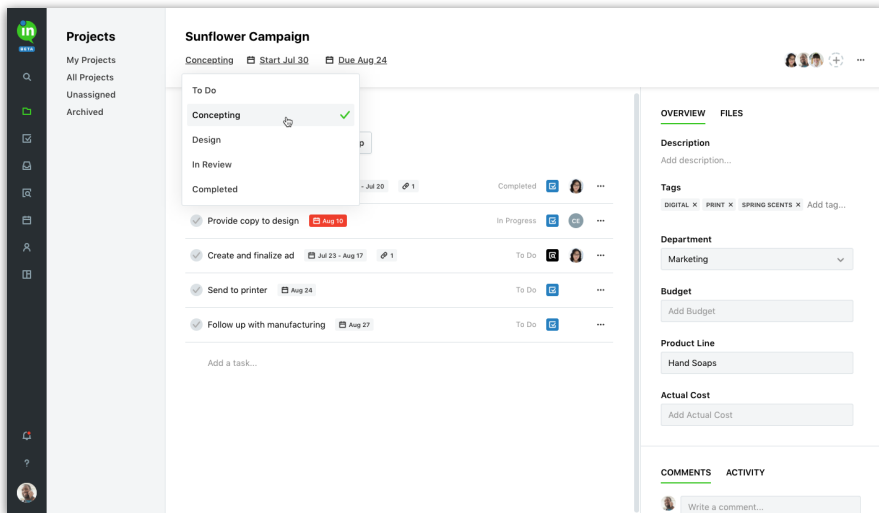 in
BETA
Projects
My Projects
All Projects
Unassigned
Archived
Sunflower Campaign
Concepting Start Jul 30 Due Aug 24
To Do
Concepting
Design
In Review
Completed
p
- Jul 20 1 Completed
Provide copy to design Aug 10 In Progress CE
Create and finalize ad Jul 23 - Aug 17 1 To Do
Send to printer Aug 24 To Do
Follow up with manufacturing Aug 27 To Do
Add a task...
OVERVIEW FILES
Description
Add description...
Tags
DIGITAL × PRINT × SPRING SCENTS × Add tag...
Department
Marketing
Budget
Add Budget
Product Line
Hand Soaps
Actual Cost
Add Actual Cost
COMMENTS ACTIVITY
Write a comment...
?